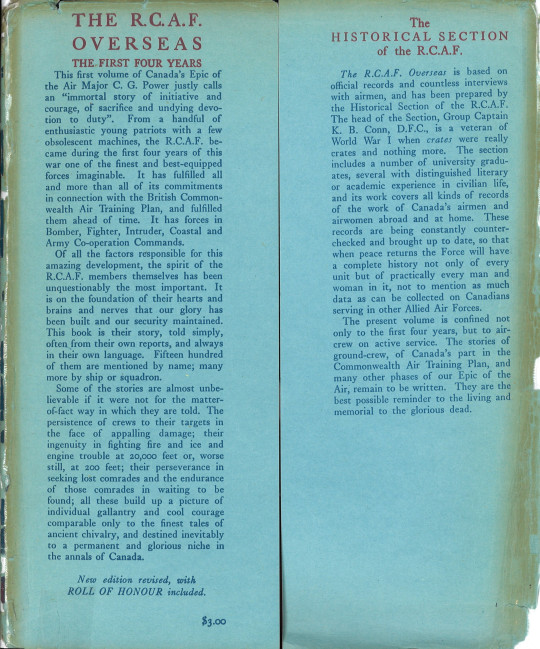 THE R.C.A.F.
OVERSEAS
THE FIRST FOUR YEARS
This first volume of Canada's Epic of
the Air Major C. G. Power justly calls
an "immortal story of initiative and
courage, of sacrifice and undying devo-
tion to duty". From a handful of
enthusiastic young patriots with a few
obsolescent machines, the R.C.A.F. be-
came during the first four years of this
war one of the finest and best-equipped
forces imaginable. It has fulfilled all
and more than all of its commitments
in connection with the British Common-
wealth Air Training Plan, and fulfilled
them ahead of time. It has forces in
Bomber, Fighter, Intruder, Coastal and
Army Co-operation Commands.
Of all the factors responsible for this
amazing development, the spirit of the
R.C.A.F. members themselves has been
unquestionably the most important. It
is on the foundation of their hearts and
brains and nerves that our glory has
been built and our security maintained.
This book is their story, told simply,
often from their own reports, and always
in their own language. Fifteen hundred
of them are mentioned by name; many
more by ship or squadron.
Some of the stories are almost unbe-
lievable if it were not for the matter-
of-fact way in which they are told. The
persistence of crews to their targets in
the face of appalling damage; their
ingenuity in fighting fire and ice and
engine trouble at 20,000 feet or, worse
still, at 200 feet; their perseverance in
seeking lost comrades and the endurance
of those comrades in waiting to be
found; all these build up a picture of
individual gallantry and cool courage
comparable only to the finest tales of
ancient chivalry, and destined inevitably
to a permanent and glorious niche in
the annals of Canada.
New edition revised, with
ROLL OF HONOUR included.
$3.00
The
HISTORICAL SECTION
of the R.C.A.F.
The R.C.A.F. Overseas is based on
official records and countless interviews
with airmen, and has been prepared by
the Historical Section of the R.C.A.F.
The head of the Section, Group Captain
K. B. Conn, D.F.C., is a veteran of
World War I when crater were really
crates and nothing more. The section
includes a number of university gradu-
ates, several with distinguished literary
or academic experience in civilian life,
and its work covers all kinds of records
of the work of Canada's airmen and
airwomen abroad and at home. These
records are being constantly counter-
checked and brought up to date, so that
when peace returns the Force will have
a complete history not only of every
unit but of practically every man and
woman in it, not to mention as much
data as can be collected on Canadians
serving in other Allied Air Forces.
The present volume is confined not
only to the first four years, but to air-
crew on active service. The stories of
ground-crew, of Canada's part in the
Commonwealth Air Training Plan, and
many other phases of our Epic of the
Air, remain to be written. They are the
best possible reminder to the living and
memorial to the glorious dead.